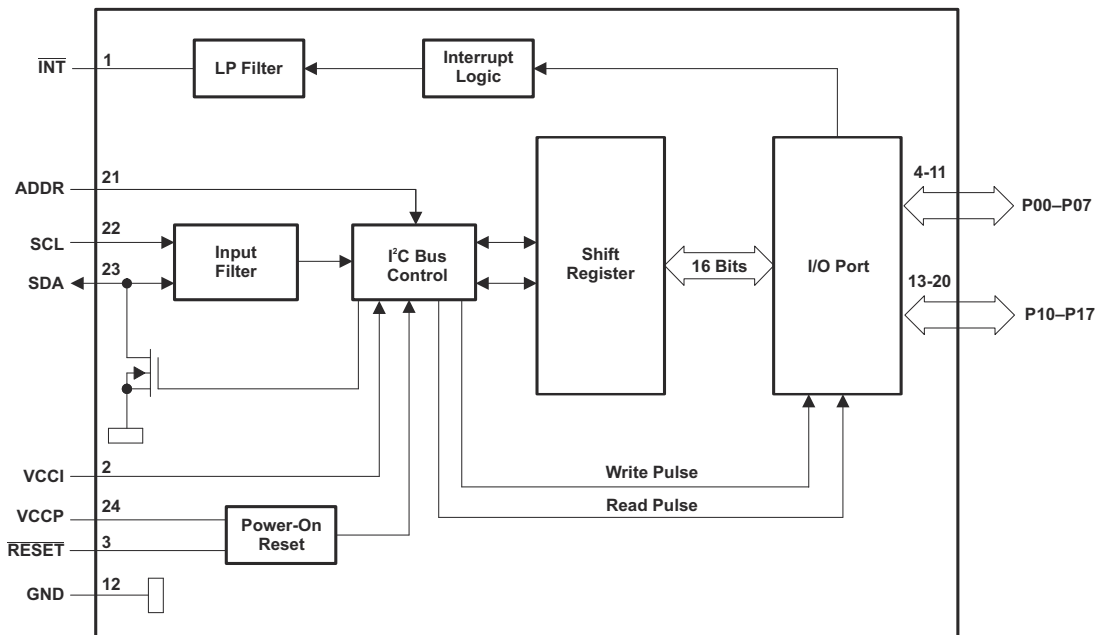 INT
1
LP Filter
Interrupt
Logic
ADDR
21
SCL
22
SDA
23
Input
Filter
I²C Bus
Control
Shift
Register
16 Bits
I/O Port
4-11
P00–P07
13-20
P10–P17
VCCI
2
VCCP
24
RESET
3
Power-On
Reset
Write Pulse
Read Pulse
GND
12